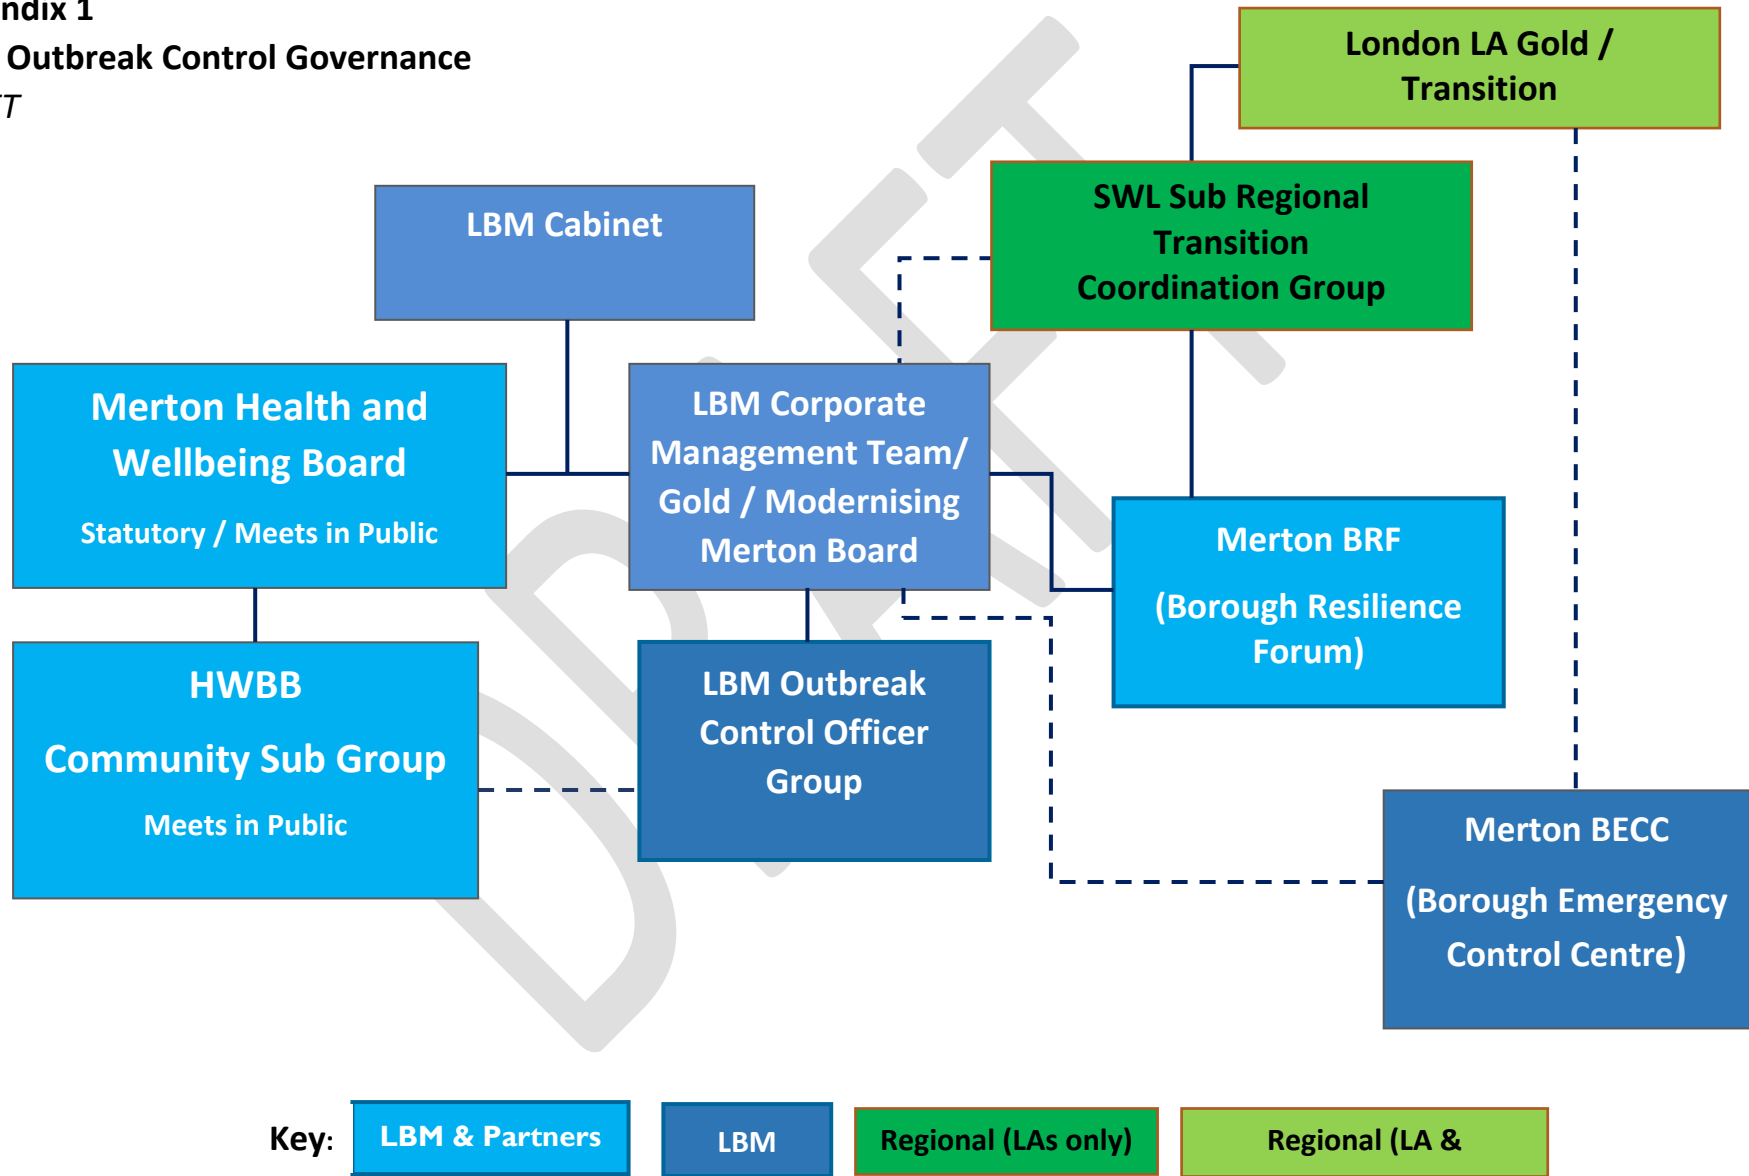 ndix 1
Outbreak Control Governance
T
London LA Gold /
Transition
SWL Sub Regional
Transition
Coordination Group
LBM Cabinet
Merton Health and
Wellbeing Board
Statutory / Meets in Public
LBM Corporate
Management Team/
Gold / Modernising
Merton Board
Merton BRF
(Borough Resilience
Forum)
HWBB
Community Sub Group
Meets in Public
LBM Outbreak
Control Officer
Group
Merton BECC
(Borough Emergency
Control Centre)
DRAFT
Key:
LBM & Partners
LBM
Regional (LAs only)
Regional (LA &